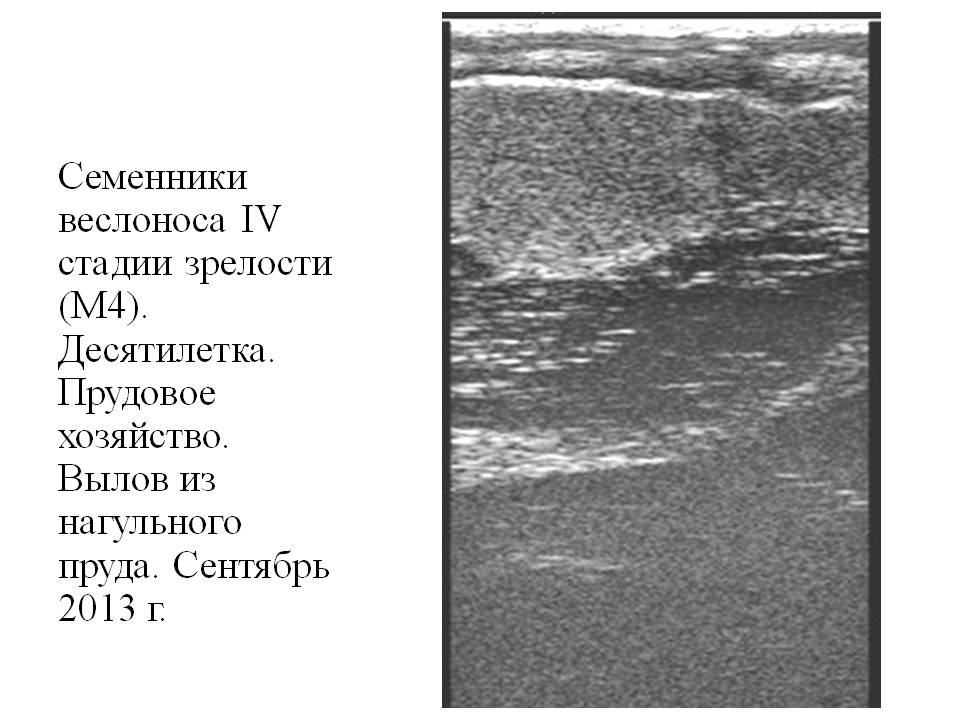 Семенники
веслоноса IV
стадии зрелости
(М4).
Десятилетка.
Прудовое
хозяйство.
Вылов из
нагульного
пруда. Сентябрь
2013 г.